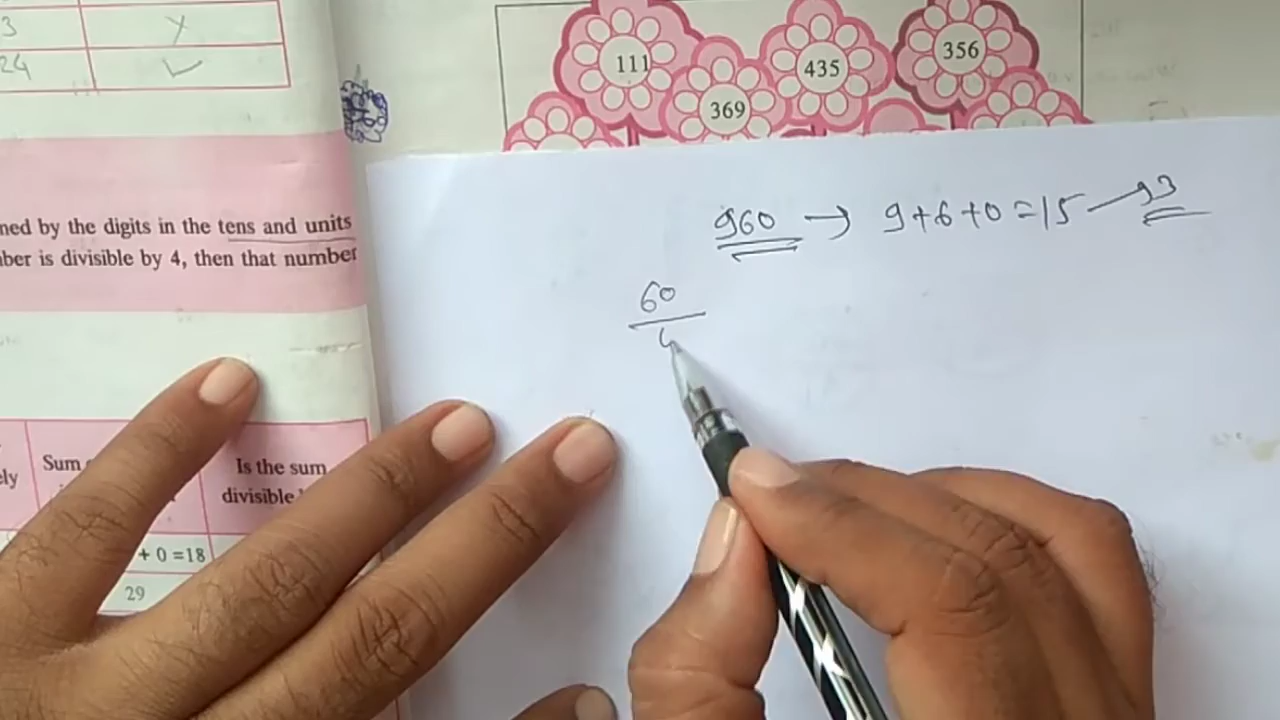 3 ✗
24 ✓
111
435
356
369
ned by the digits in the tens and units
ber is divisible by 4, then that number
960 → 9+6+0=15 → 3
60
Sum
Is the sum
ely
divisible
+ 0 =18
29